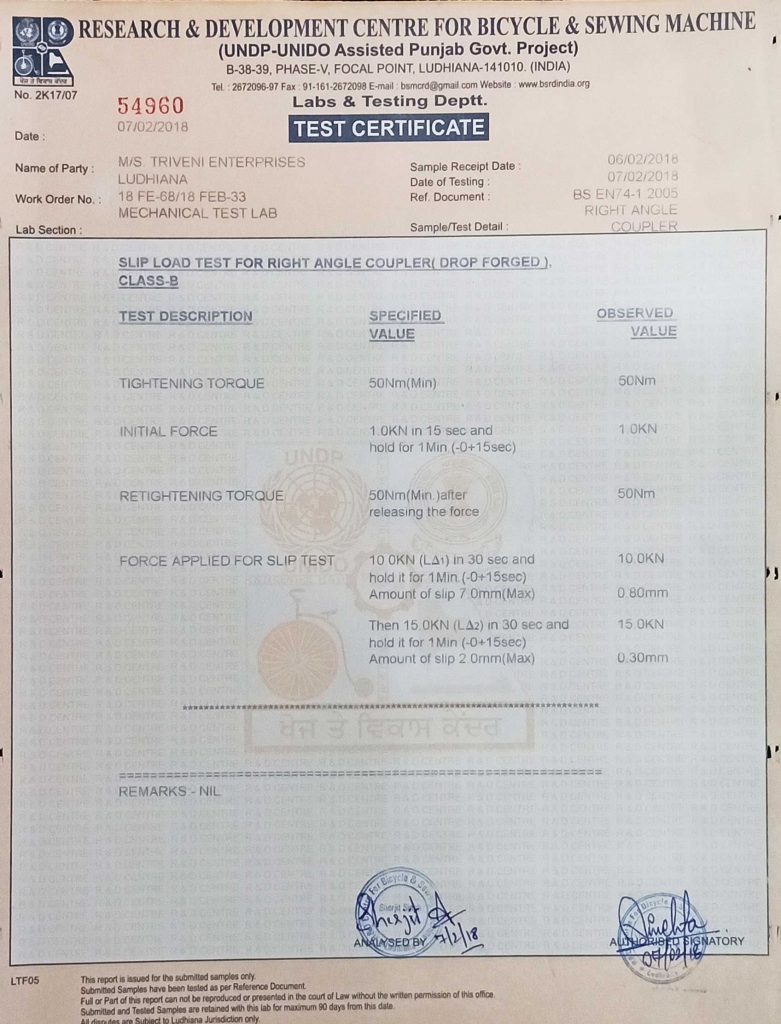 RESEARCH & DEVELOPMENT CENTRE FOR BICYCLE & SEWING MACHINE
(UNDP-UNIDO Assisted Punjab Govt. Project)
B-38-39, PHASE-V, FOCAL POINT, LUDHIANA-141010. (INDIA)
Tel. : 2672096-97 Fax : 91-161-2672098 E-mail : bsmcrd@gmail.com Website : www.bsrdindia.org
ਖੋਜ ਤੇ ਵਿਕਾਸ ਕੇਂਦਰ
No. 2K17/07
54960
Labs & Testing Deptt.
Date :
07/02/2018
TEST CERTIFICATE
Name of Party :
M/S. TRIVENI ENTERPRISES
LUDHIANA
Work Order No. :
18 FE-68/18 FEB-33
Lab Section :
MECHANICAL TEST LAB
Sample Receipt Date :
06/02/2018
Date of Testing :
07/02/2018
Ref. Document :
BS EN74-1 2005
Sample/Test Detail :
RIGHT ANGLE
COUPLER
SLIP LOAD TEST FOR RIGHT ANGLE COUPLER( DROP FORGED ),
CLASS-B
TEST DESCRIPTION SPECIFIED OBSERVED
VALUE VALUE
TIGHTENING TORQUE 50Nm(Min) 50Nm
INITIAL FORCE 1.0KN in 15 sec and 1.0KN
hold for 1Min.(-0+15sec)
UNDP
RETIGHTENING TORQUE 50Nm(Min.)after 50Nm
releasing the force
FORCE APPLIED FOR SLIP TEST 10.0KN (LΔ1) in 30 sec and 10.0KN
hold it for 1Min.(-0+15sec)
Amount of slip 7.0mm(Max) 0.80mm
Then 15.0KN (LΔ2) in 30 sec and 15.0KN
hold it for 1Min (-0+15sec)
Amount of slip 2.0mm(Max) 0.30mm
ਖੋਜ ਤੇ ਵਿਕਾਸ ਕੇਂਦਰ
REMARKS - NIL
ANALYSED BY 7/2/18
AUTHORISED SIGNATORY
07/02/18
LTF05
This report is issued for the submitted samples only.
Submitted Samples have been tested as per Reference Document.
Full or Part of this report can not be reproduced or presented in the court of Law without the written permission of this office.
Submitted and Tested Samples are retained with this lab for maximum 90 days from this date.
All disputes are Subject to Ludhiana Jurisdiction only.